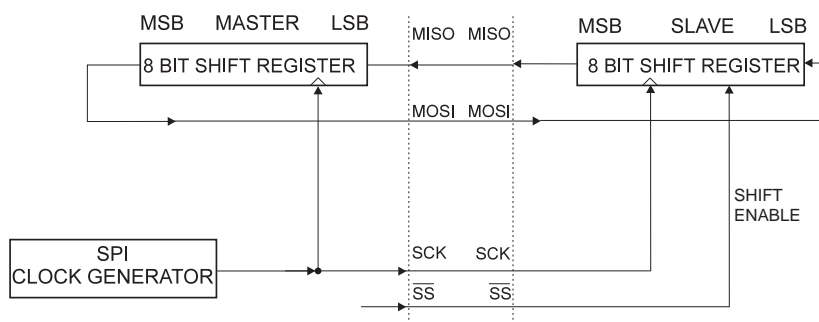 MSB MASTER LSB
MISO MISO
MSB SLAVE LSB
8 BIT SHIFT REGISTER
8 BIT SHIFT REGISTER
MOSI MOSI
SHIFT
ENABLE
SPI
CLOCK GENERATOR
SCK SCK
SS SS